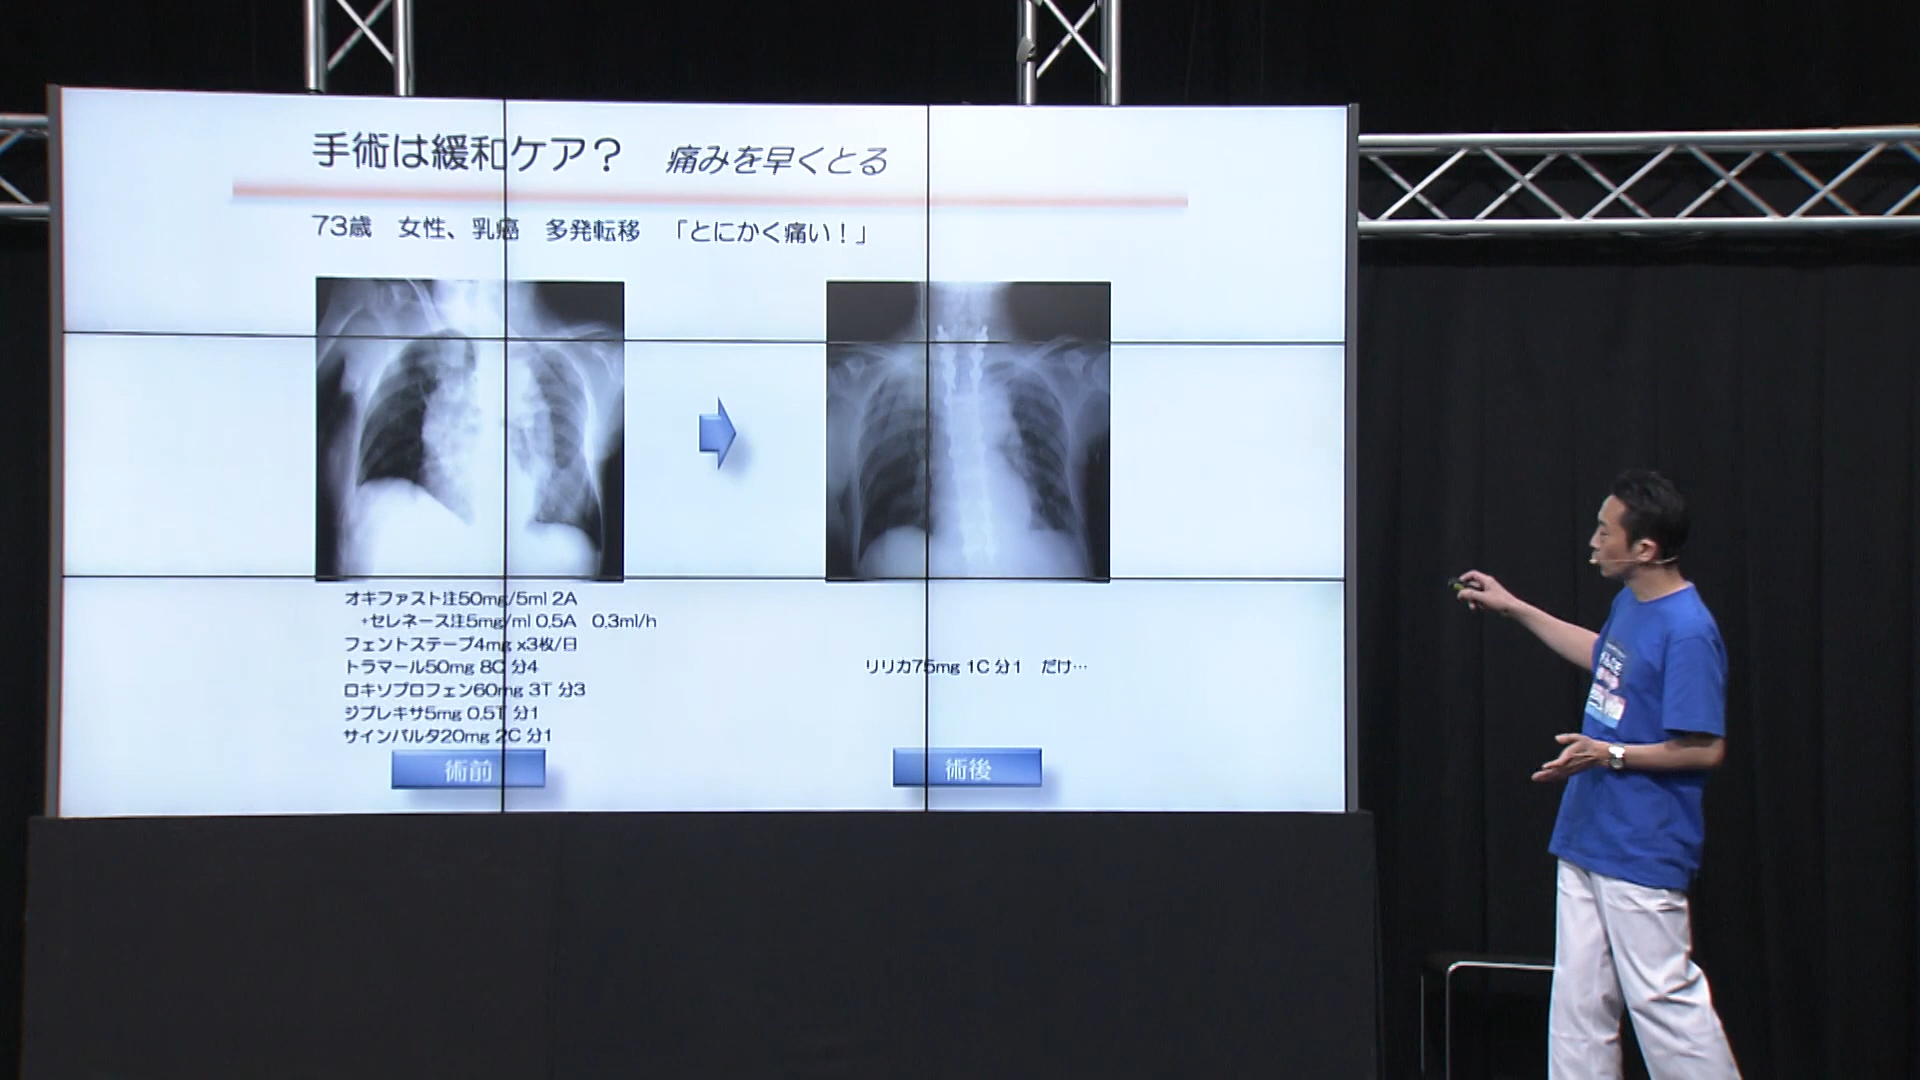 手術は緩和ケア？　痛みを早くとる
73歳　女性、乳癌　多発転移　「とにかく痛い！」
オキファスト注50mg/5ml 2A
+セレネース注5mg/ml 0.5A　0.3ml/h
フェントステープ4mg x3枚/日
トラマール50mg 8C 分4
ロキソプロフェン60mg 3T 分3
ジプレキサ5mg 0.5T 分1
サインバルタ20mg 2C 分1
リリカ75mg 1C 分1　だけ…
術前
術後